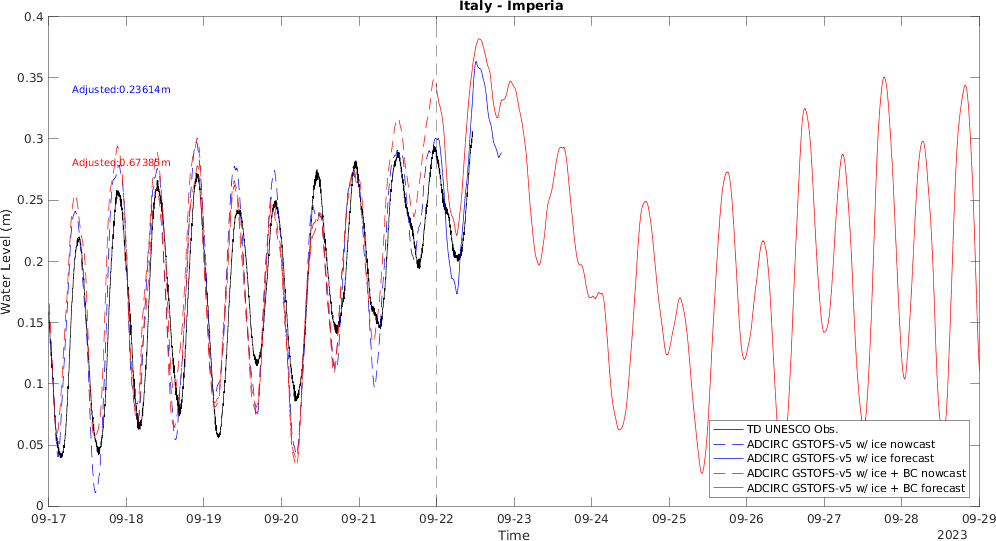 Italy - Imperia
0.4
0.35
0.3
0.25
0.2
0.15
0.1
0.05
0
Water Level (m)
Adjusted:0.23614m
Adjusted:0.67385m
TD UNESCO Obs.
ADCIRC GSTOFS-v5 w/ ice nowcast
ADCIRC GSTOFS-v5 w/ ice forecast
ADCIRC GSTOFS-v5 w/ ice + BC nowcast
ADCIRC GSTOFS-v5 w/ ice + BC forecast
09-17 09-18 09-19 09-20 09-21 09-22 09-23 09-24 09-25 09-26 09-27 09-28 09-29
Time
2023